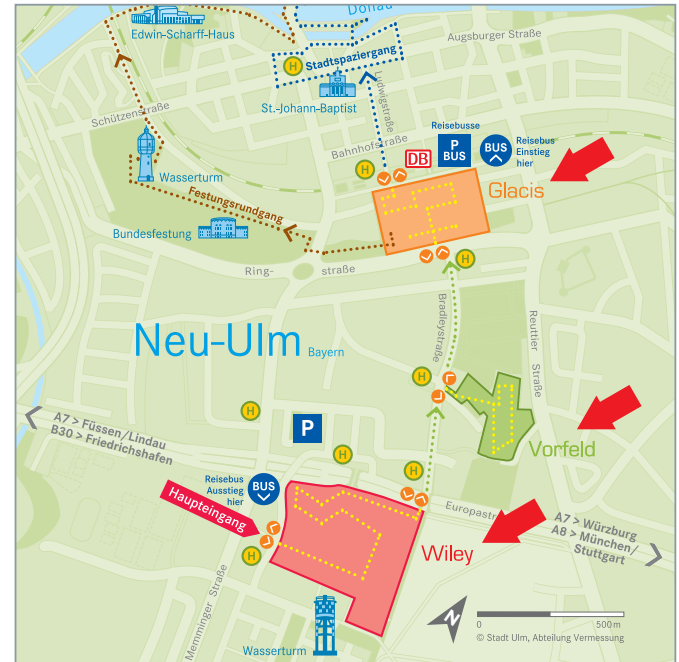 Donau
Edwin-Scharff-Haus
Augsburger Straße
H
Stadtspaziergang
St.-Johann-Baptist
Ludwigstraße
Schützenstraße
Bahnhofstraße
Reisebusse
DB
P
BUS
BUS
Reisebus
Einstieg
hier
H
Wasserturm
Glacis
Festungsrundgang
Bundesfestung
H
Ring-
straße
Bradleystraße
Reuttier Straße
Neu-Ulm
Bayern
H
A7 > Füssen/Lindau
B30 > Friedrichshafen
H
P
Vorfeld
H
H
Reisebus
Ausstieg
hier
BUS
Haupteingang
Europastr
A7 > Würzburg
A8 > München/
Stuttgart
H
Wiley
Memminger Straße
Wasserturm
N
0
500m
© Stadt Ulm, Abteilung Vermessung